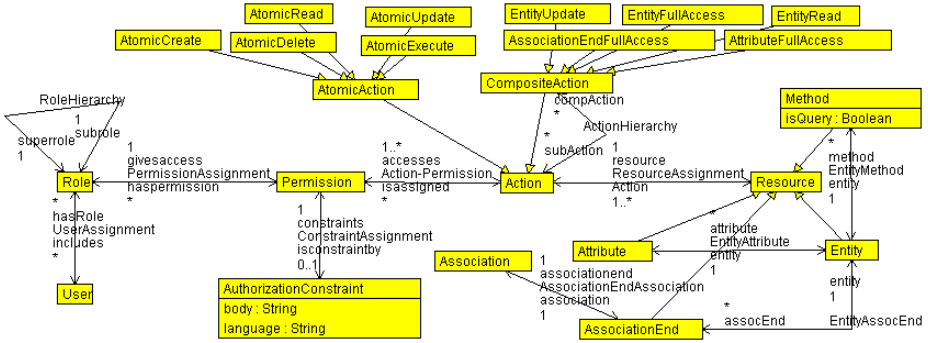 AtomicRead
AtomicCreate
AtomicDelete
AtomicUpdate
AtomicExecute
EntityUpdate
EntityFullAccess
EntityRead
AssociationEndFullAccess
AttributeFullAccess
AtomicAction
CompositeAction
compAction
*
ActionHierarchy
*
subAction
Method
isQuery : Boolean
RoleHierarchy
1
subrole
superrole
1
Role
1
givesaccess
PermissionAssignment
haspermission
*
Permission
1..*
accesses
Action-Permission
isassigned
*
Action
1
resource
ResourceAssignment
Action
1..*
Resource
*
method
EntityMethod
entity
1
*
hasRole
UserAssignment
includes
*
User
1
constraints
ConstraintAssignment
isconstraintby
0..1
AuthorizationConstraint
body : String
language : String
Association
1
associationend
AssociationEndAssociation
association
1
Attribute
*
attribute
EntityAttribute
entity
1
Entity
entity
1
*
assocEnd
EntityAssocEnd
AssociationEnd